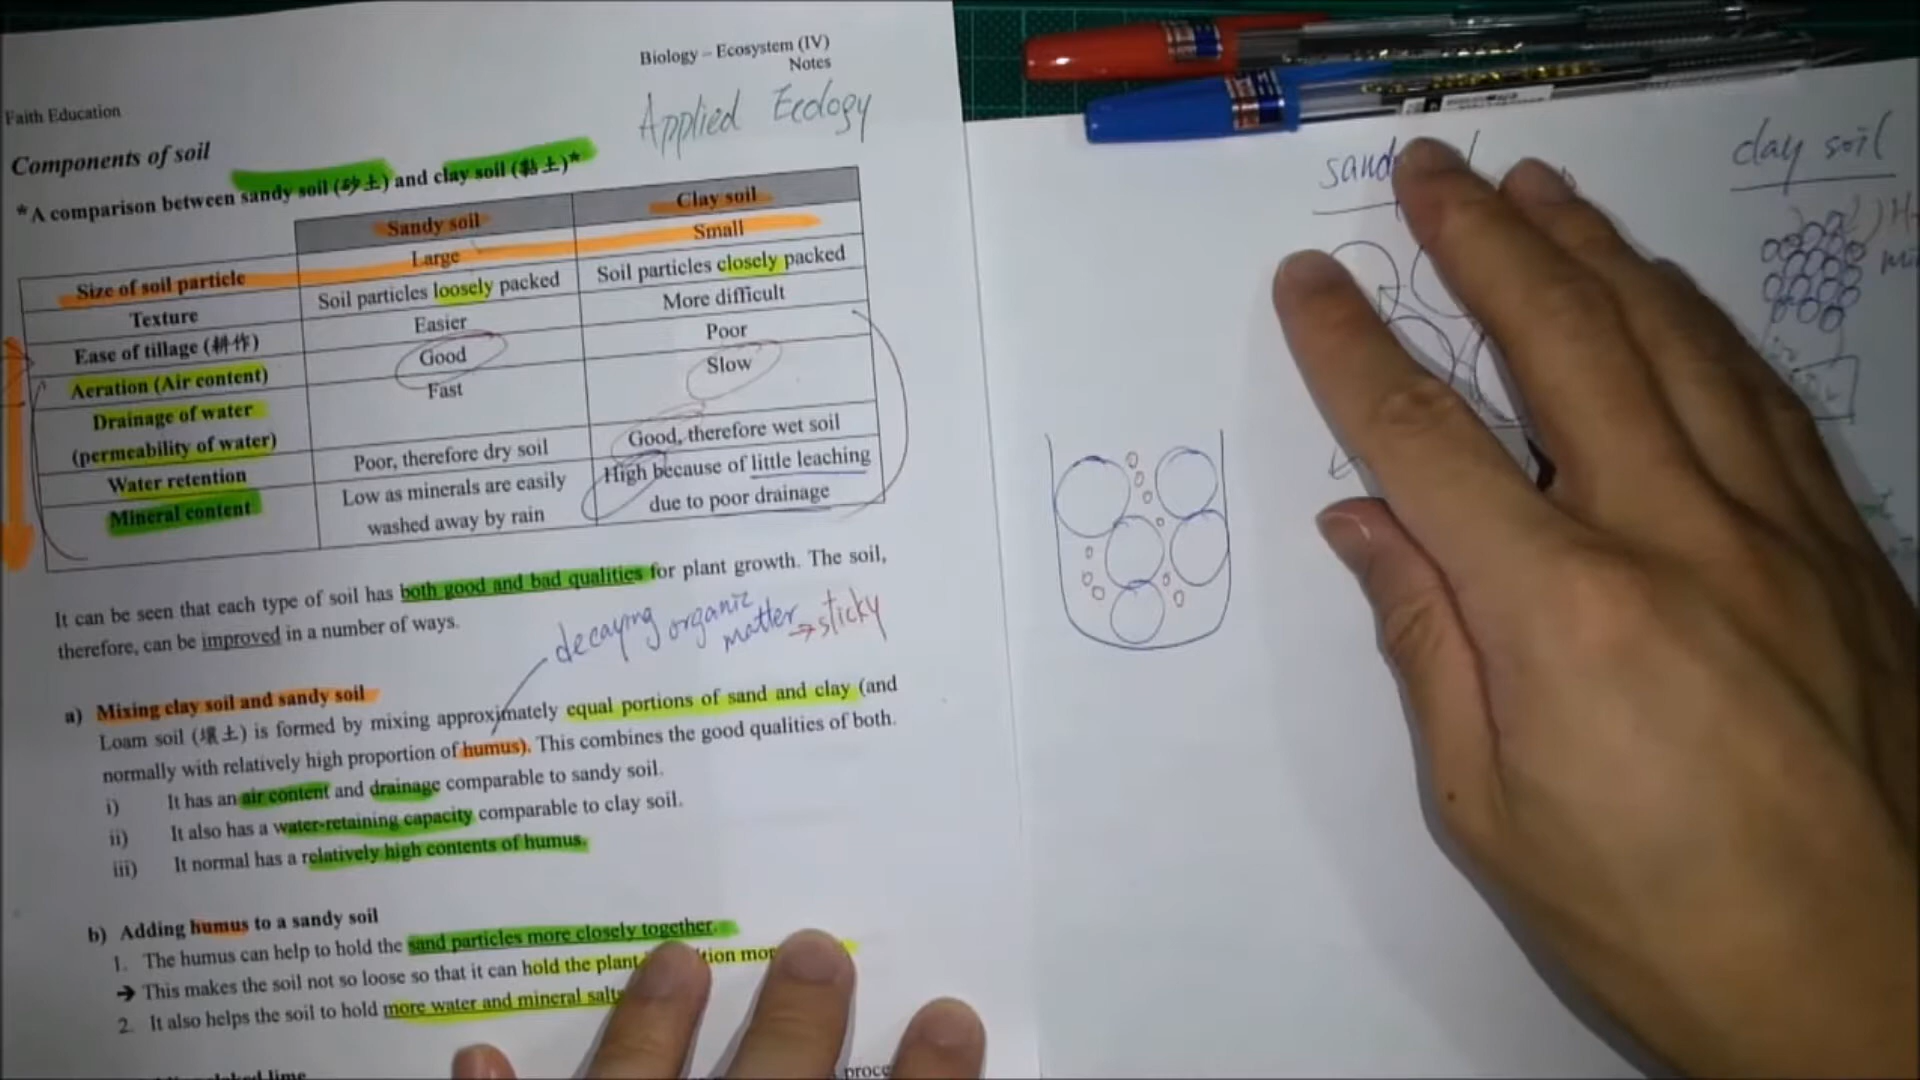 Biology – Ecosystem (IV)
Notes
Faith Education
Applied Ecology
Components of soil
*A comparison between sandy soil (砂土) and clay soil (黏土)*
Sandy soil Clay soil
Size of soil particle Large Small
Texture Soil particles loosely packed Soil particles closely packed
Ease of tillage (耕作) Easier More difficult
Aeration (Air content) Good Poor
Drainage of water Fast Slow
(permeability of water)
Water retention Poor, therefore dry soil Good, therefore wet soil
Mineral content Low as minerals are easily High because of little leaching
washed away by rain due to poor drainage
It can be seen that each type of soil has both good and bad qualities for plant growth. The soil,
therefore, can be improved in a number of ways.
decaying organic
matter → sticky
a) Mixing clay soil and sandy soil
Loam soil (壤土) is formed by mixing approximately equal portions of sand and clay (and
normally with relatively high proportion of humus). This combines the good qualities of both.
i) It has an air content and drainage comparable to sandy soil.
ii) It also has a water-retaining capacity comparable to clay soil.
iii) It normal has a relatively high contents of humus.
b) Adding humus to a sandy soil
1. The humus can help to hold the sand particles more closely together.
➔ This makes the soil not so loose so that it can hold the plant
2. It also helps the soil to hold more water and mineral salts
lime
sand
clay soil